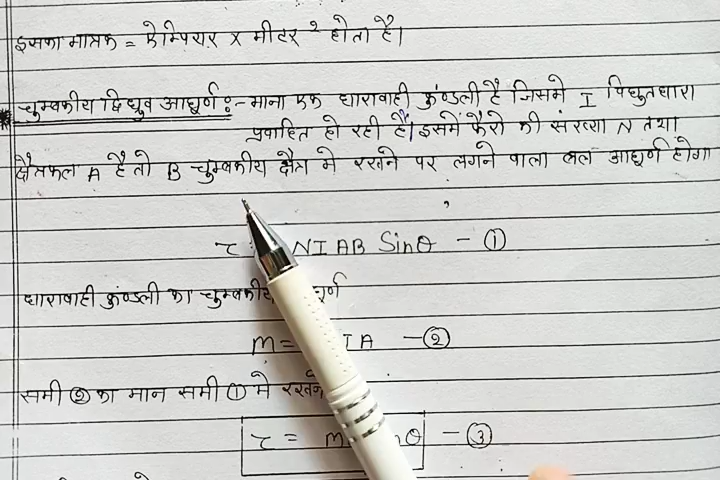 इसका मात्रक = ऐम्पियर x मीटर² होता है।
चुम्बकीय द्विध्रुव आघूर्ण :- माना एक धारावाही कुंण्डली है जिसमे I विधुतधारा
प्रवाहित हो रही हैं, इसमें फैरो की संख्या N तथा
क्षैत्रफल A है तो B चुम्बकीय क्षैत्र मे रखने पर लगने वाला बल आघूर्ण होगा
τ NIAB Sinθ - ①
धारावाही कुंण्डली का
m = IA - ②
समी ② का मान समी ① मे रखने
τ = m θ - ③